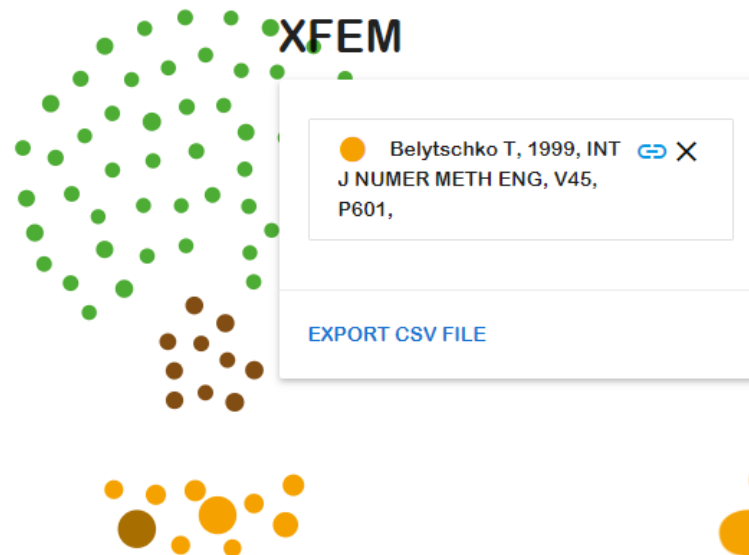 XFEM
Belytschko T, 1999, INT
J NUMER METH ENG, V45,
P601,
EXPORT CSV FILE